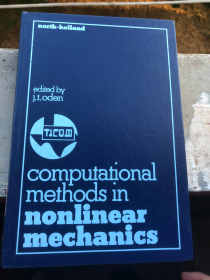 north-holland
edited by
j.t. oden
TICOM
computational
methods in
nonlinear
mechanics